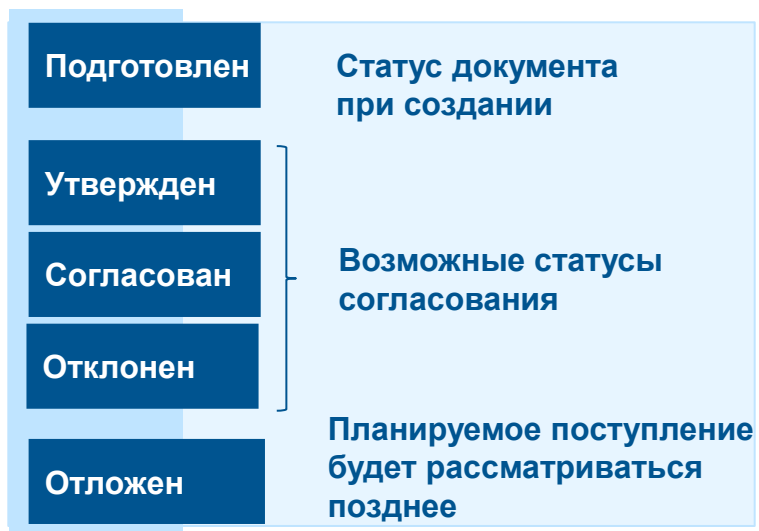 Подготовлен
Статус документа
при создании
Утвержден
Согласован
Отклонен
Возможные статусы
согласования
Отложен
Планируемое поступление
будет рассматриваться
позднее